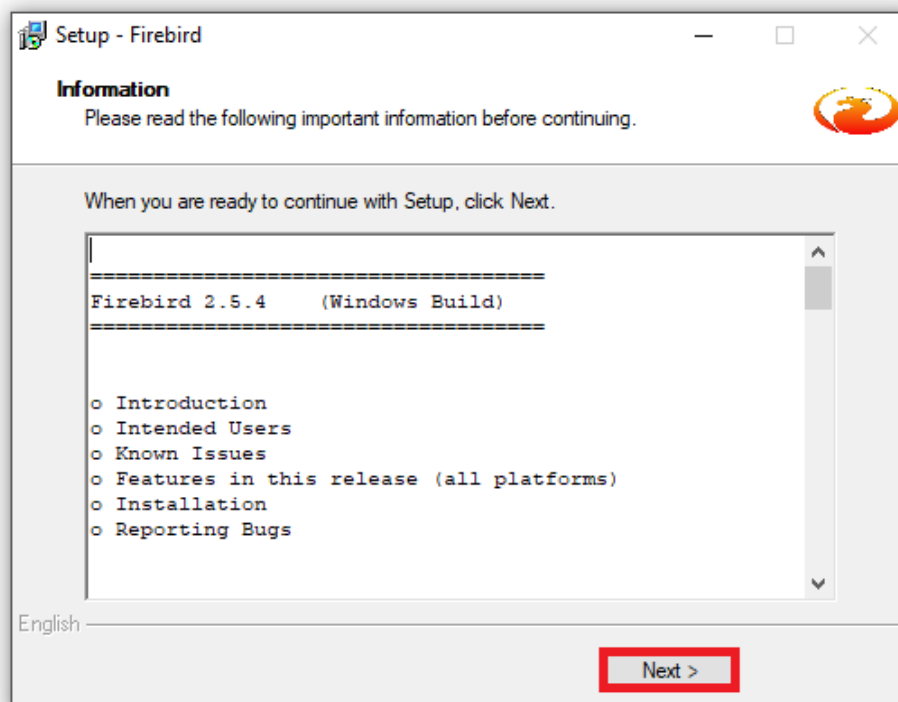 Setup - Firebird
Information
Please read the following important information before continuing.
When you are ready to continue with Setup, click Next.
====================================
Firebird 2.5.4    (Windows Build)
====================================
o Introduction
o Intended Users
o Known Issues
o Features in this release (all platforms)
o Installation
o Reporting Bugs
English
Next >